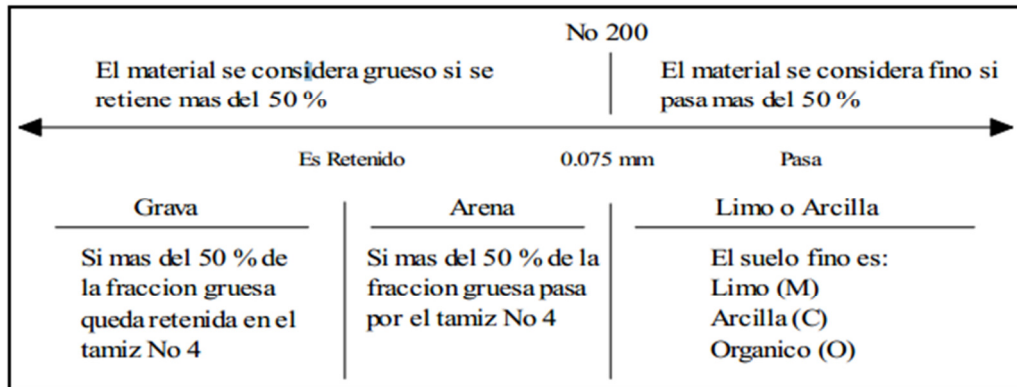 No 200
El material se considera grueso si se
retiene mas del 50 %
El material se considera fino si
pasa mas del 50 %
Es Retenido
0.075 mm
Pasa
Grava
Si mas del 50 % de
la fraccion gruesa
queda retenida en el
tamiz No 4
Arena
Si mas del 50 % de la
fraccion gruesa pasa
por el tamiz No 4
Limo o Arcilla
El suelo fino es:
Limo (M)
Arcilla (C)
Organico (O)